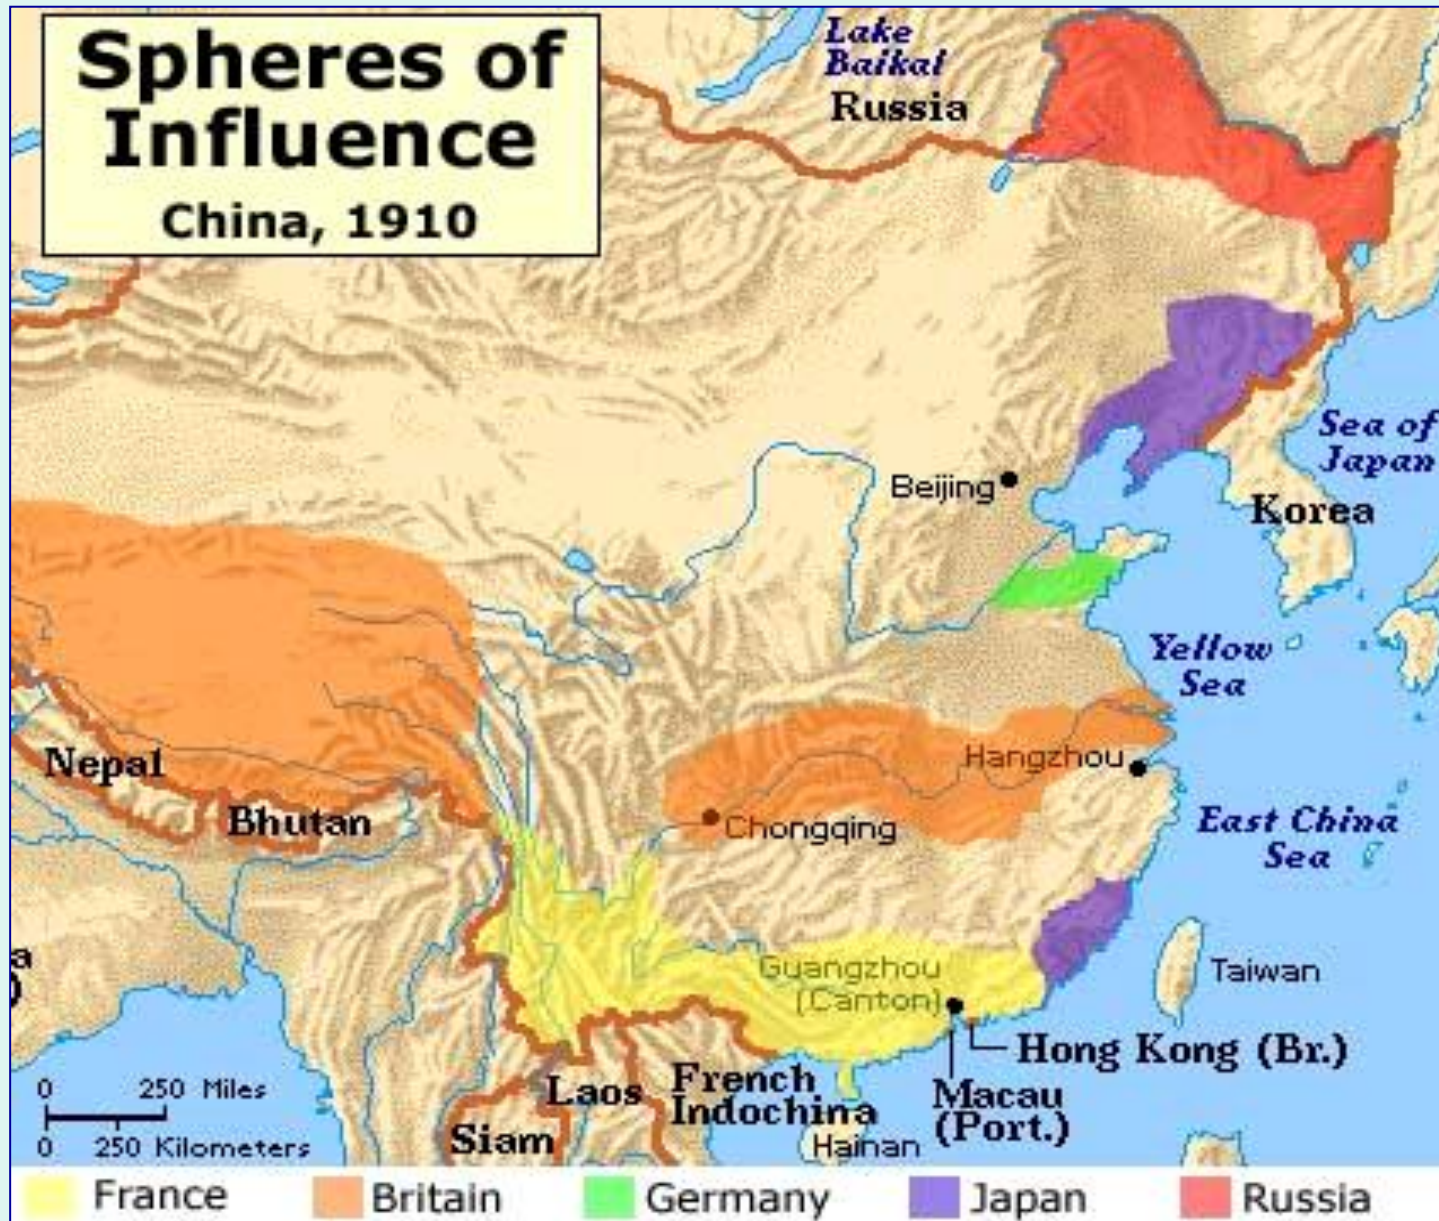 Spheres of
Influence
China, 1910
Lake
Baikal
Russia
Beijing
Sea of
Japan
Korea
Yellow
Sea
Nepal
Bhutan
Hangzhou
Chongqing
East China
Sea
a
)
Guangzhou
(Canton)
Taiwan
Hong Kong (Br.)
Macau
(Port.)
French
Indochina
Laos
Siam
Hainan
0 250 Miles
0 250 Kilometers
France Britain Germany Japan Russia